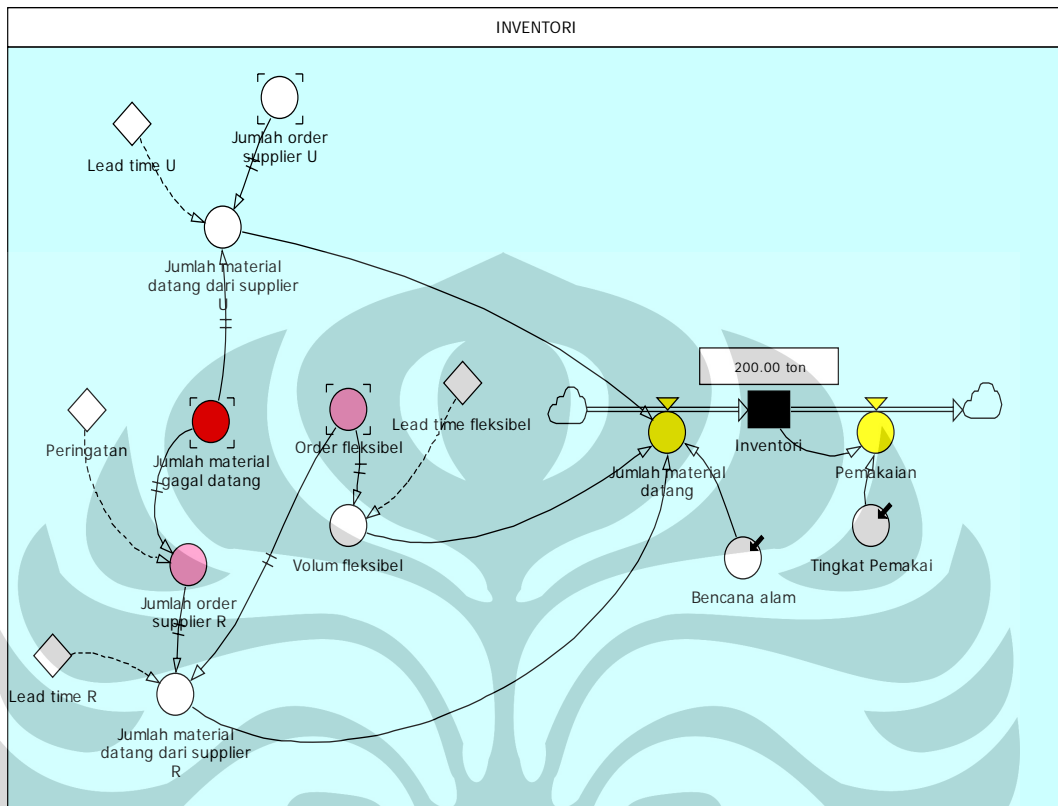 INVENTORI
Jumlah order
supplier U
Lead time U
Jumlah material
datang dari supplier
U
200.00 ton
Peringatan
Jumlah material
gagal datang
Order fleksibel
Lead time fleksibel
Jumlah material
datang
Inventori
Pemakaian
Volum fleksibel
Bencana alam
Tingkat Pemakai
Jumlah order
supplier R
Lead time R
Jumlah material
datang dari supplier
R